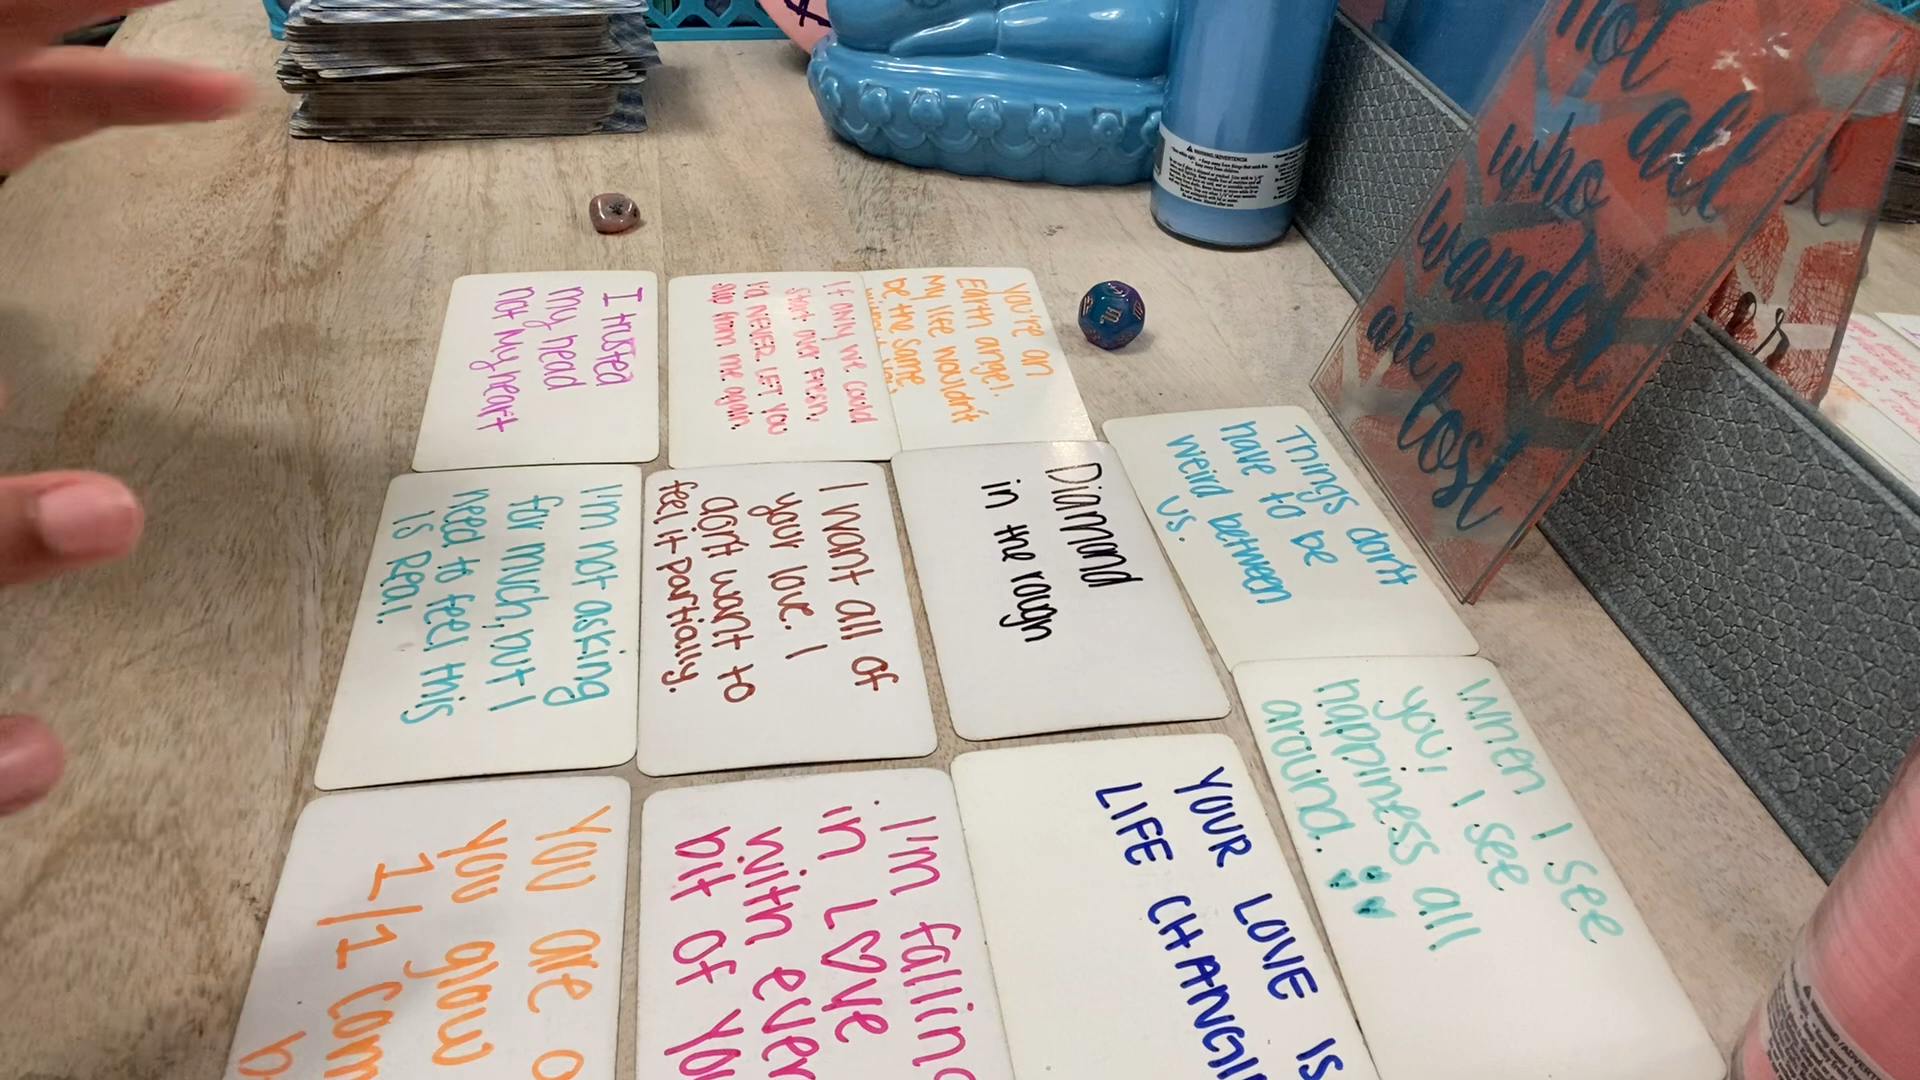 I trusted
my head
not my heart
If only we could
start over fresh
I'd NEVER LET you
slip from me again.
You're an
Earth angel.
My life wouldn't
be the same
Things don't
have to be
weird between
us.
I'm not asking
for much, but I
need to feel this
is Real.
I want all of
your love. I
don't want to
feel it partially.
Diamond
in the rough
When I see
you, I see
happiness all
around.
You are
you glow
1/1
I'm falling
in Love
with every
bit of you
YOUR LOVE IS
LIFE
not all
who
wander
are lost
WARNING/ADVERTENCIA